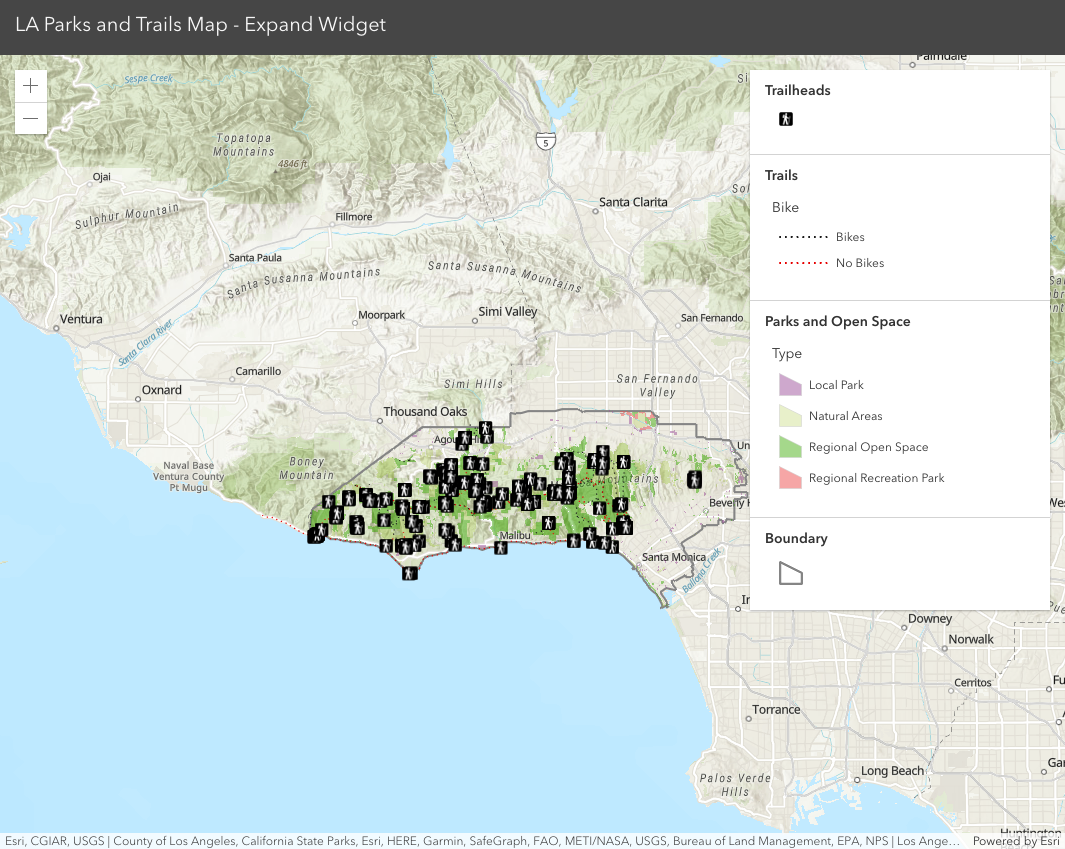 LA Parks and Trails Map - Expand Widget
Palmdale
Sespe Creek
Trailheads
Topatopa
Mountains
4846 ft
5
Ojai
Trails
Sulphur Mountain
Fillmore
Santa Clarita
Bike
Bikes
No Bikes
Santa Paula
Santa Susanna Mountains
Santa Susanna Mountains
Ventura
Santa Clara River
Moorpark
Simi Valley
San Fernando
Parks and Open Space
Type
Oxnard
Camarillo
Simi Hills
San Fernando
Valley
Local Park
Natural Areas
Regional Open Space
Regional Recreation Park
Thousand Oaks
Naval Base
Ventura County
Pt Mugu
Boney
Mountain
Malibu
Santa Monica
Ballona Creek
Boundary
Downey
Norwalk
Cerritos
Torrance
Palos Verde
Hills
Long Beach
Huntington
Esri, CGIAR, USGS | County of Los Angeles, California State Parks, Esri, HERE, Garmin, SafeGraph, FAO, METI/NASA, USGS, Bureau of Land Management, EPA, NPS | Los Ange…
Powered by Esri